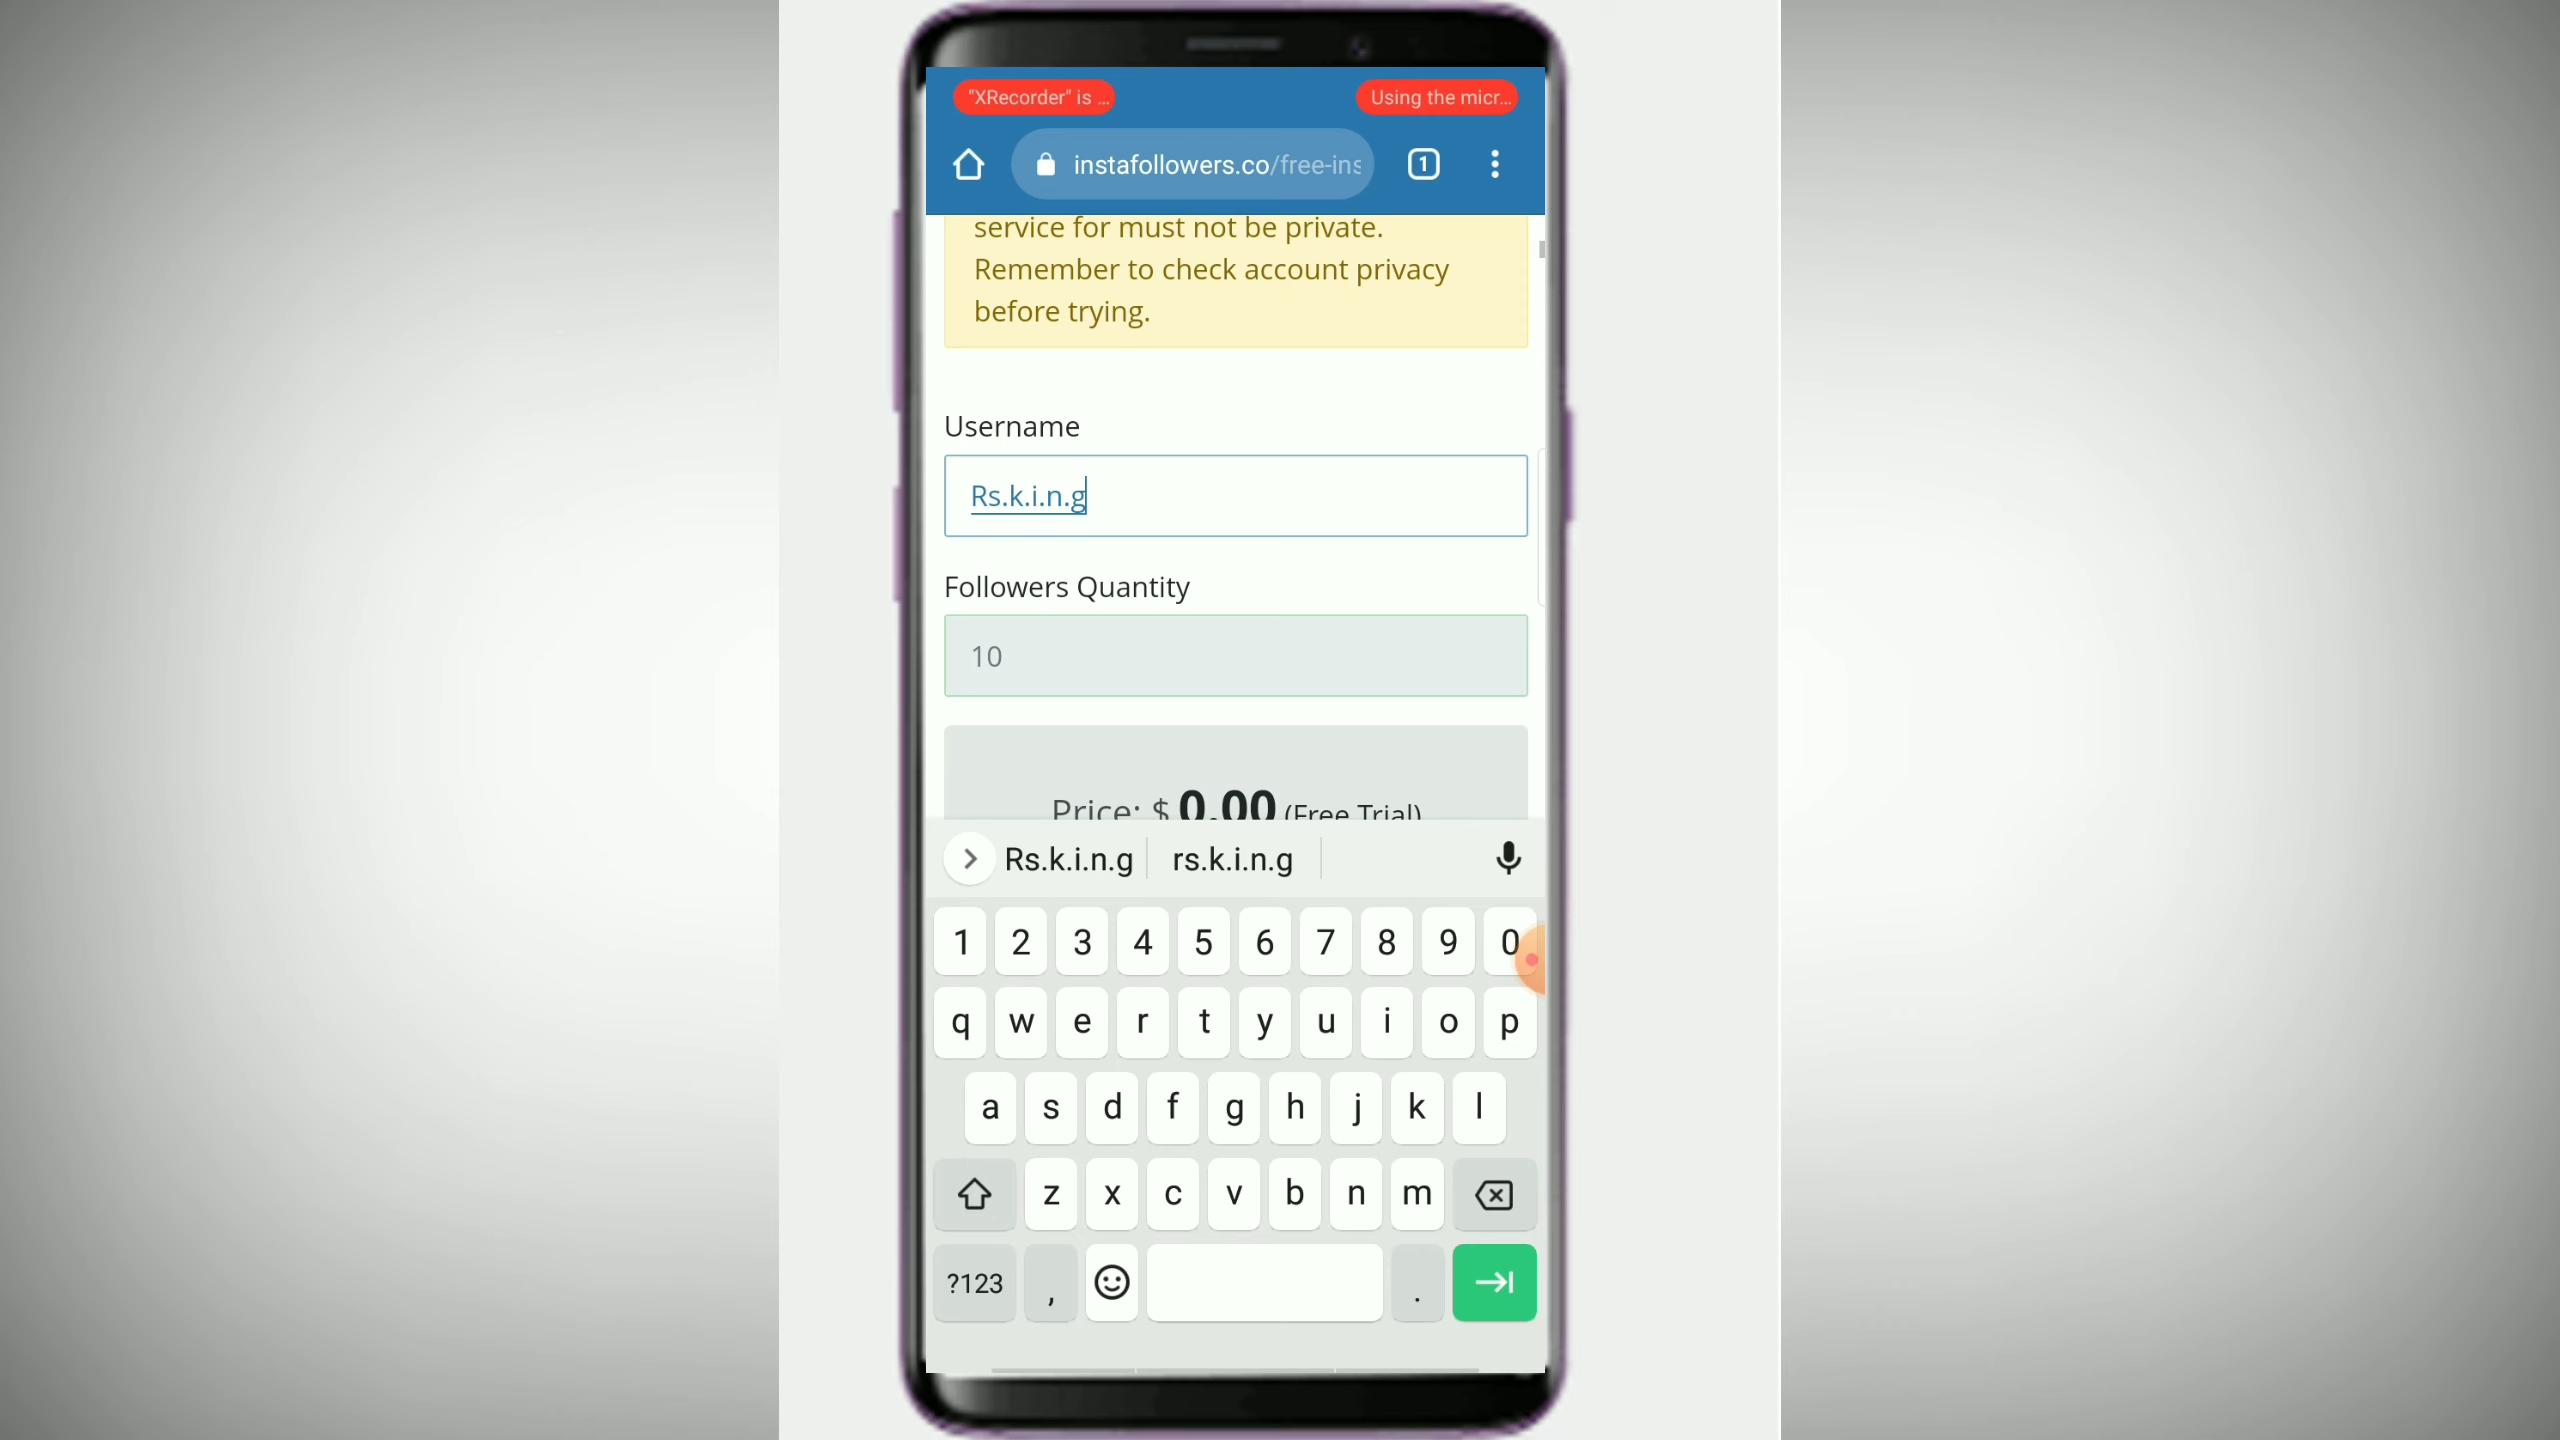 "XRecorder" is ...
Using the micr...
instafollowers.co/free-ins
1
service for must not be private.
Remember to check account privacy
before trying.
Username
Rs.k.i.n.g
Followers Quantity
10
Price: $ 0.00 (Free Trial)
Rs.k.i.n.g rs.k.i.n.g
1 2 3 4 5 6 7 8 9 0
q w e r t y u i o p
a s d f g h j k l
z x c v b n m
?123 , .